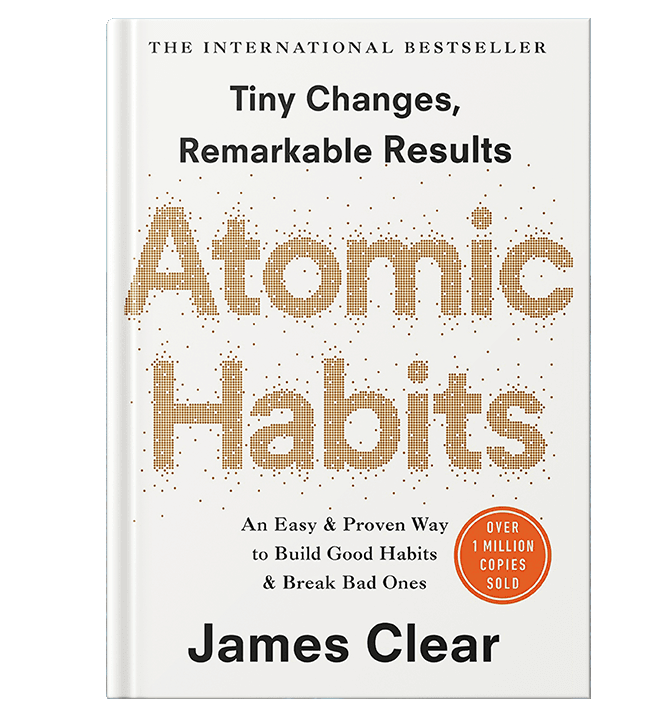 THE INTERNATIONAL BESTSELLER
Tiny Changes,
Remarkable Results
Atomic
Habits
An Easy & Proven Way
to Build Good Habits
& Break Bad Ones
OVER
1 MILLION
COPIES
SOLD
James Clear